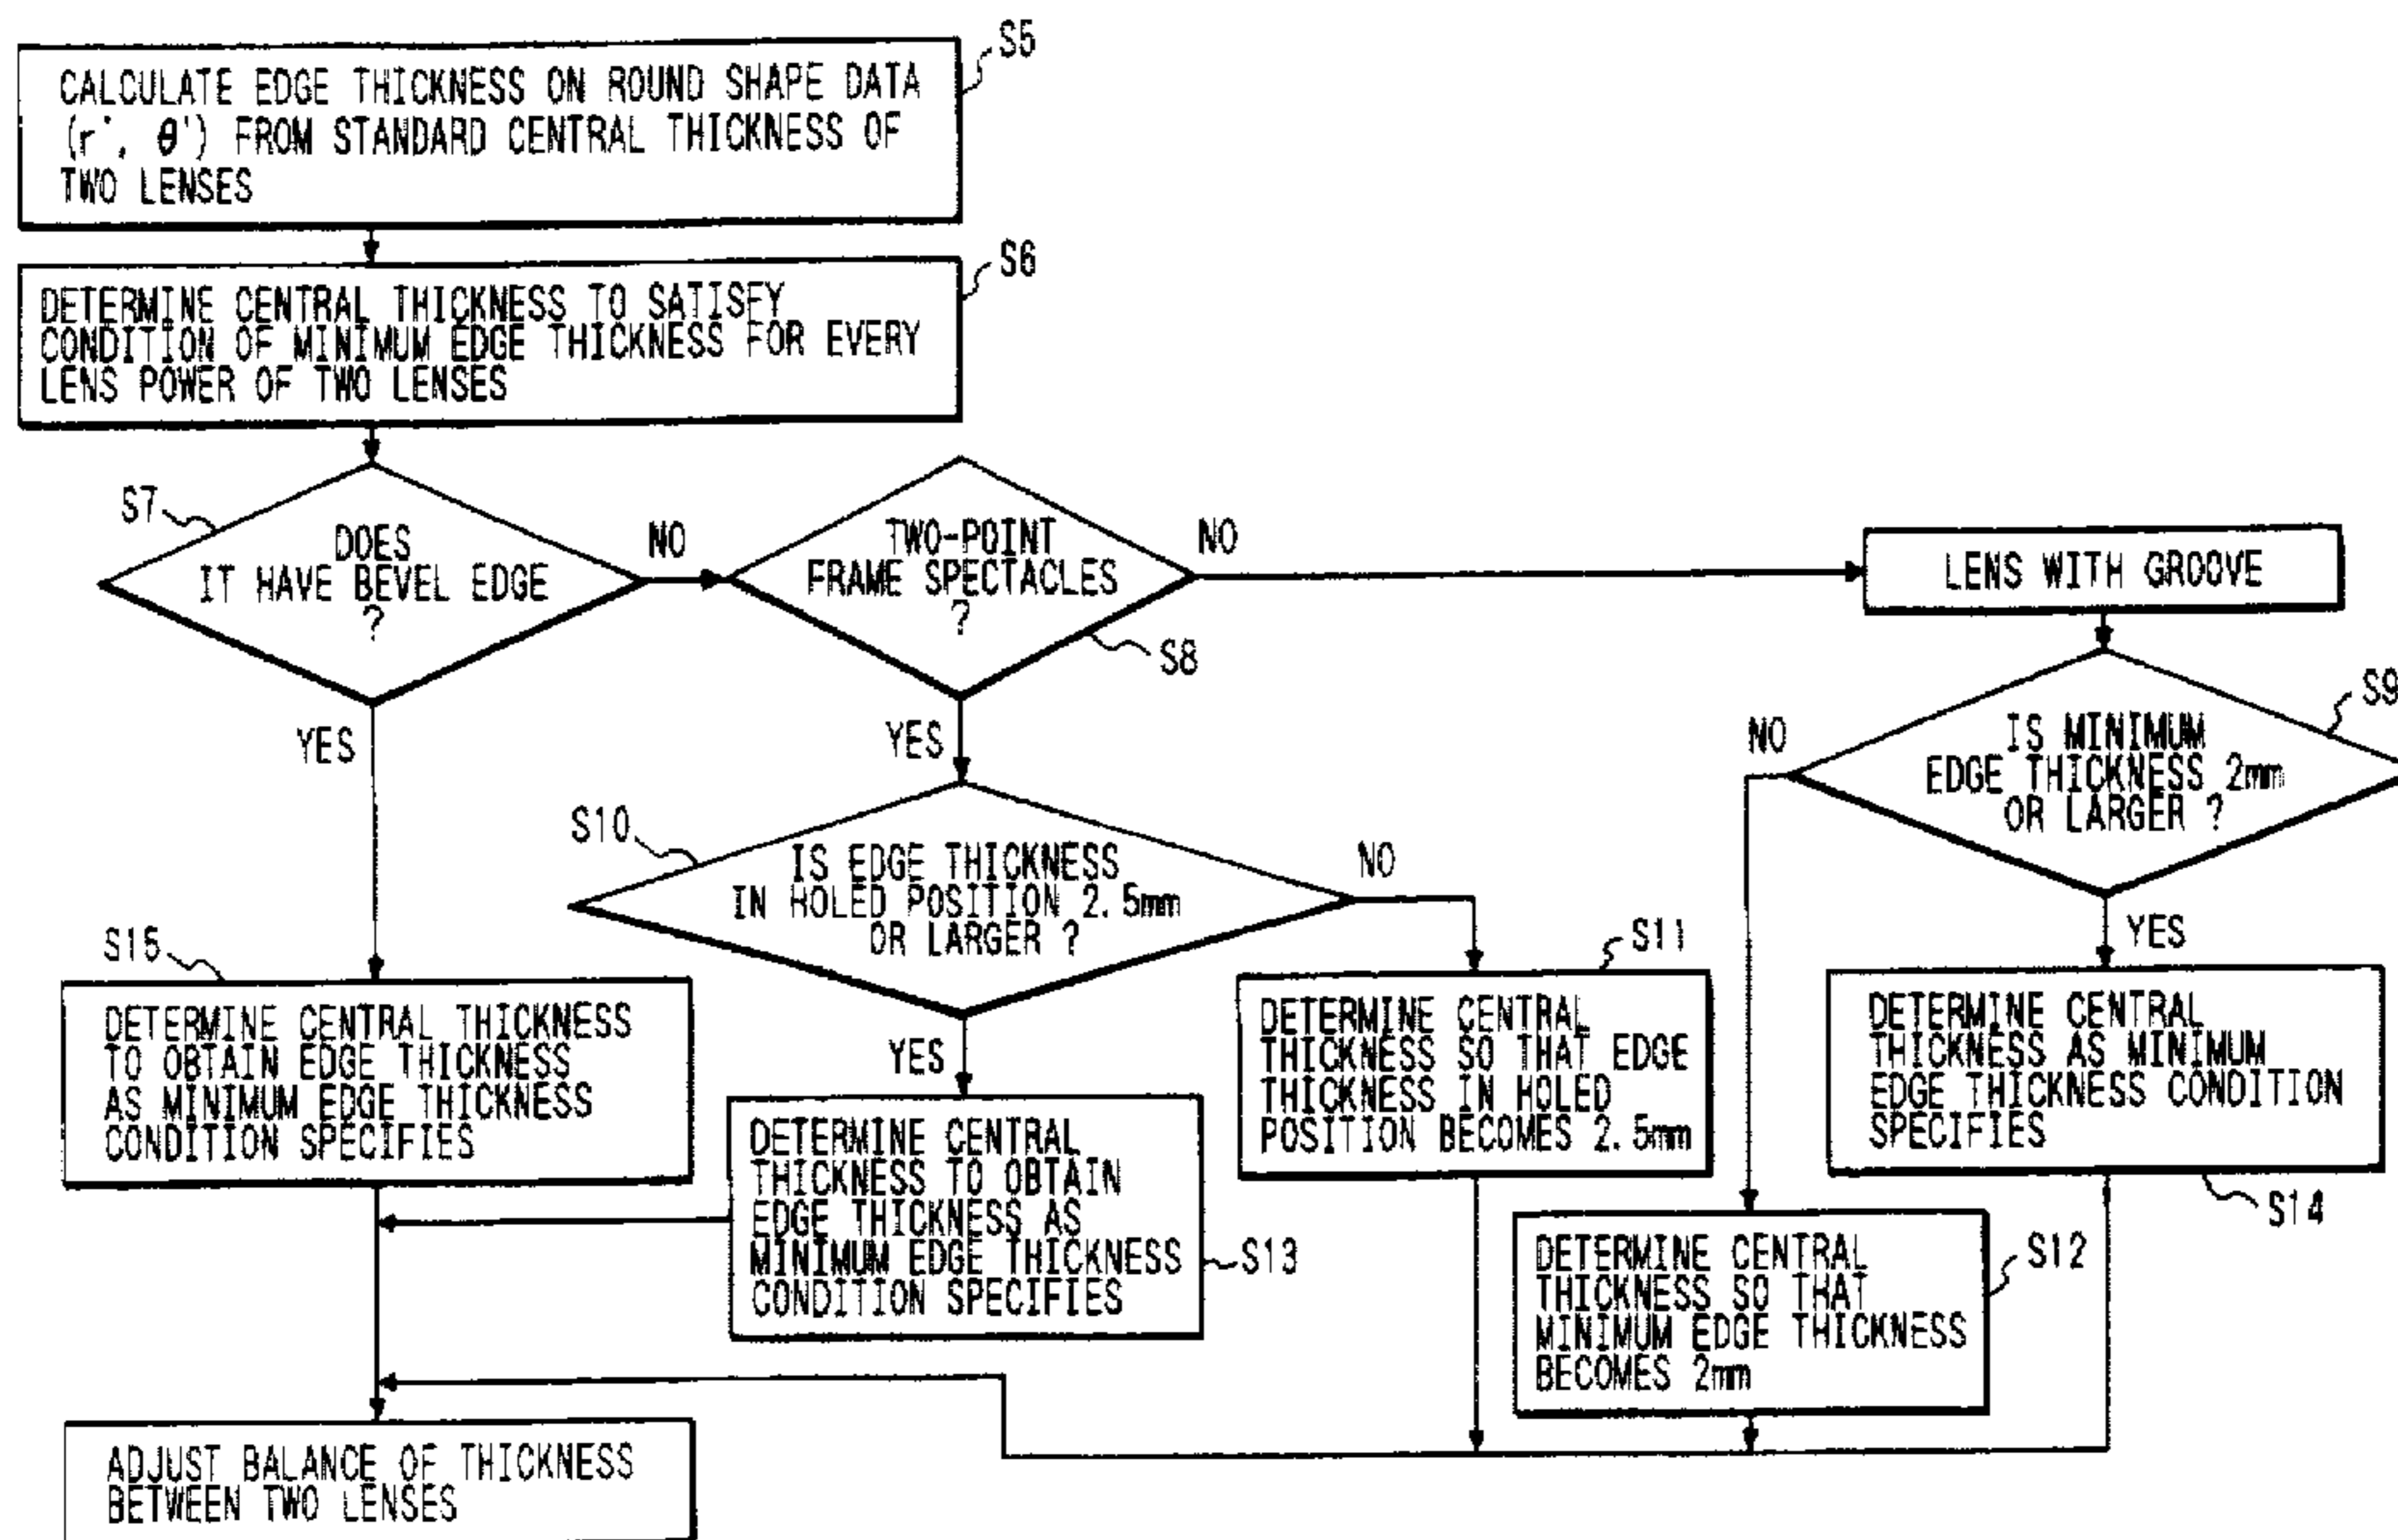 S5
CALCULATE EDGE THICKNESS ON ROUND SHAPE DATA
(r', θ') FROM STANDARD CENTRAL THICKNESS OF
TWO LENSES
S6
DETERMINE CENTRAL THICKNESS TO SATISFY
CONDITION OF MINIMUM EDGE THICKNESS FOR EVERY
LENS POWER OF TWO LENSES
S7
DOES
IT HAVE BEVEL EDGE
?
NO
YES
TWO-POINT
FRAME SPECTACLES
?
S8
NO
YES
LENS WITH GROOVE
S9
IS MINIMUM
EDGE THICKNESS 2mm
OR LARGER ?
NO
YES
S10
IS EDGE THICKNESS
IN HOLED POSITION 2.5mm
OR LARGER ?
NO
YES
S15
DETERMINE CENTRAL THICKNESS
TO OBTAIN EDGE THICKNESS
AS MINIMUM EDGE THICKNESS
CONDITION SPECIFIES
S11
DETERMINE CENTRAL
THICKNESS SO THAT EDGE
THICKNESS IN HOLED
POSITION BECOMES 2.5mm
DETERMINE CENTRAL
THICKNESS AS MINIMUM
EDGE THICKNESS CONDITION
SPECIFIES
S14
DETERMINE CENTRAL
THICKNESS TO OBTAIN
EDGE THICKNESS AS
MINIMUM EDGE THICKNESS
CONDITION SPECIFIES
S13
S12
DETERMINE CENTRAL
THICKNESS SO THAT
MINIMUM EDGE THICKNESS
BECOMES 2mm
ADJUST BALANCE OF THICKNESS
BETWEEN TWO LENSES